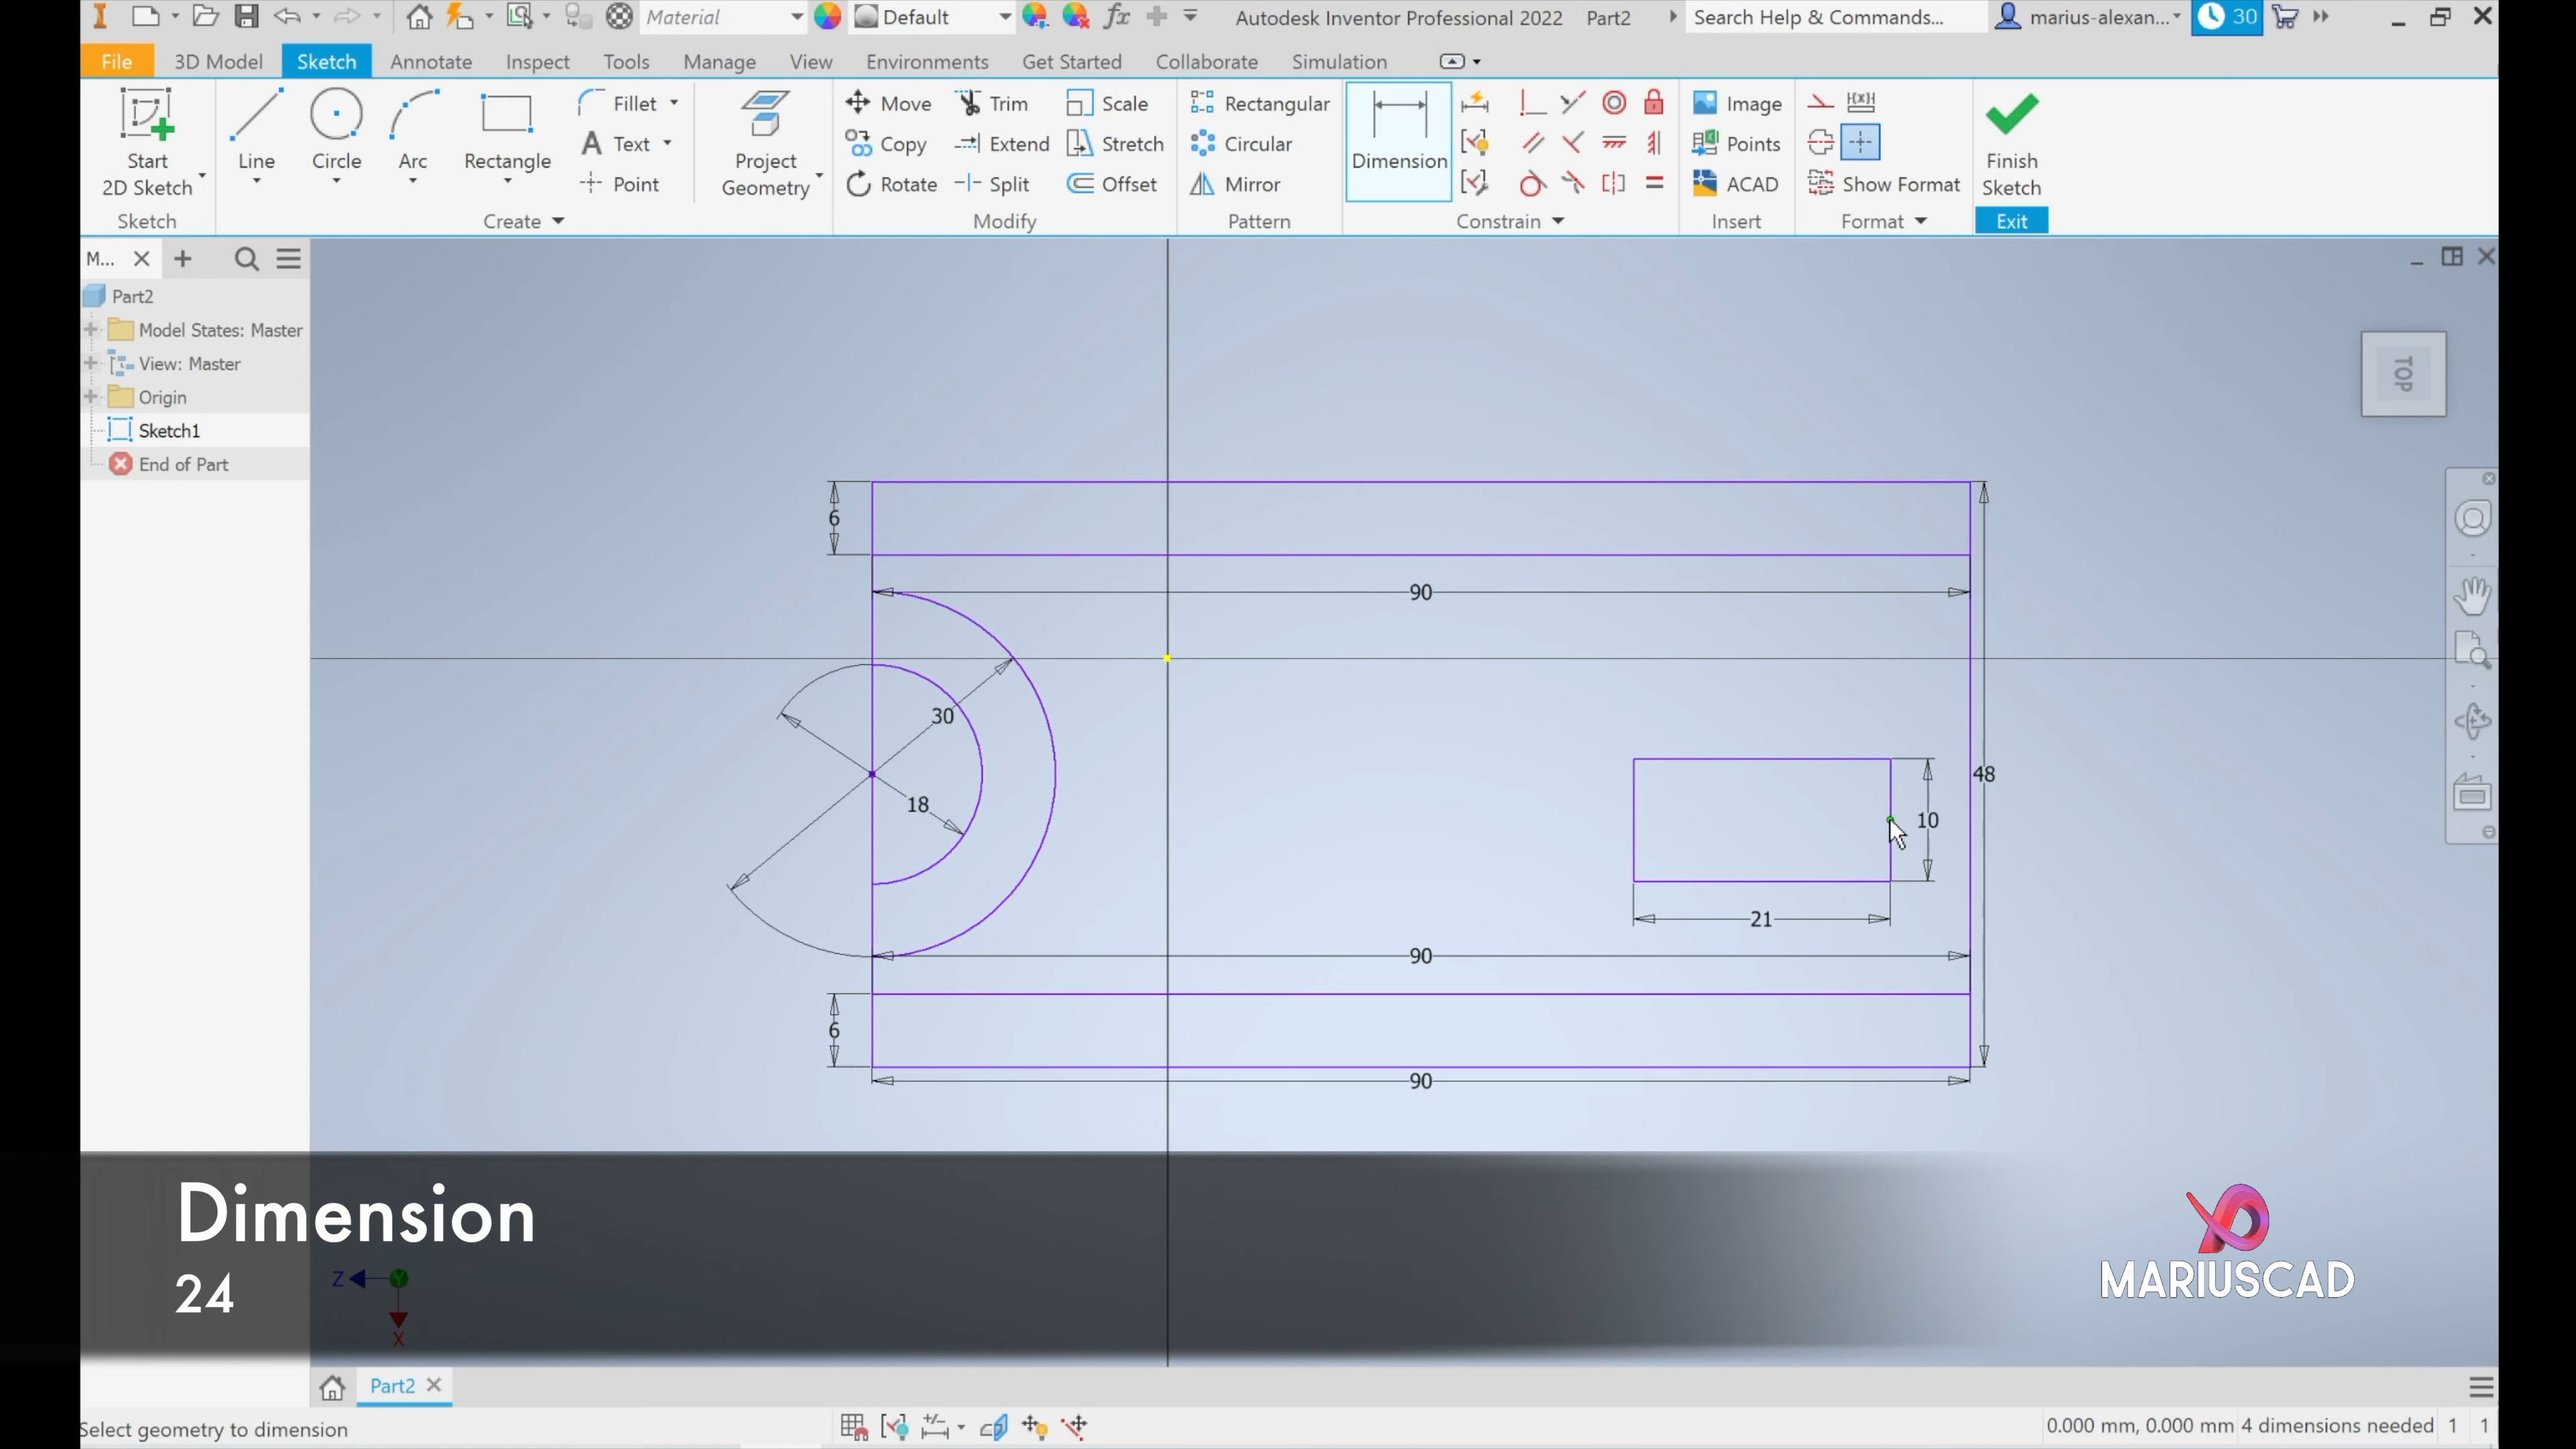 Material
Default
Autodesk Inventor Professional 2022 Part2
Search Help & Commands...
marius-alexan...
30
File 3D Model Sketch Annotate Inspect Tools Manage View Environments Get Started Collaborate Simulation
Start
2D Sketch
Line
Circle
Arc
Rectangle
Fillet
Text
Point
Project
Geometry
Move
Copy
Rotate
Trim
Extend
Split
Scale
Stretch
Offset
Rectangular
Circular
Mirror
Dimension
Image
Points
ACAD
Show Format
Finish
Sketch
Sketch Create Modify Pattern Constrain Insert Format Exit
M...
Part2
Model States: Master
View: Master
Origin
Sketch1
End of Part
TOP
6
90
30
18
48
10
21
90
6
90
Dimension
24
Z
Y
X
MARIUSCAD
Part2
Select geometry to dimension
0.000 mm, 0.000 mm 4 dimensions needed 1 1